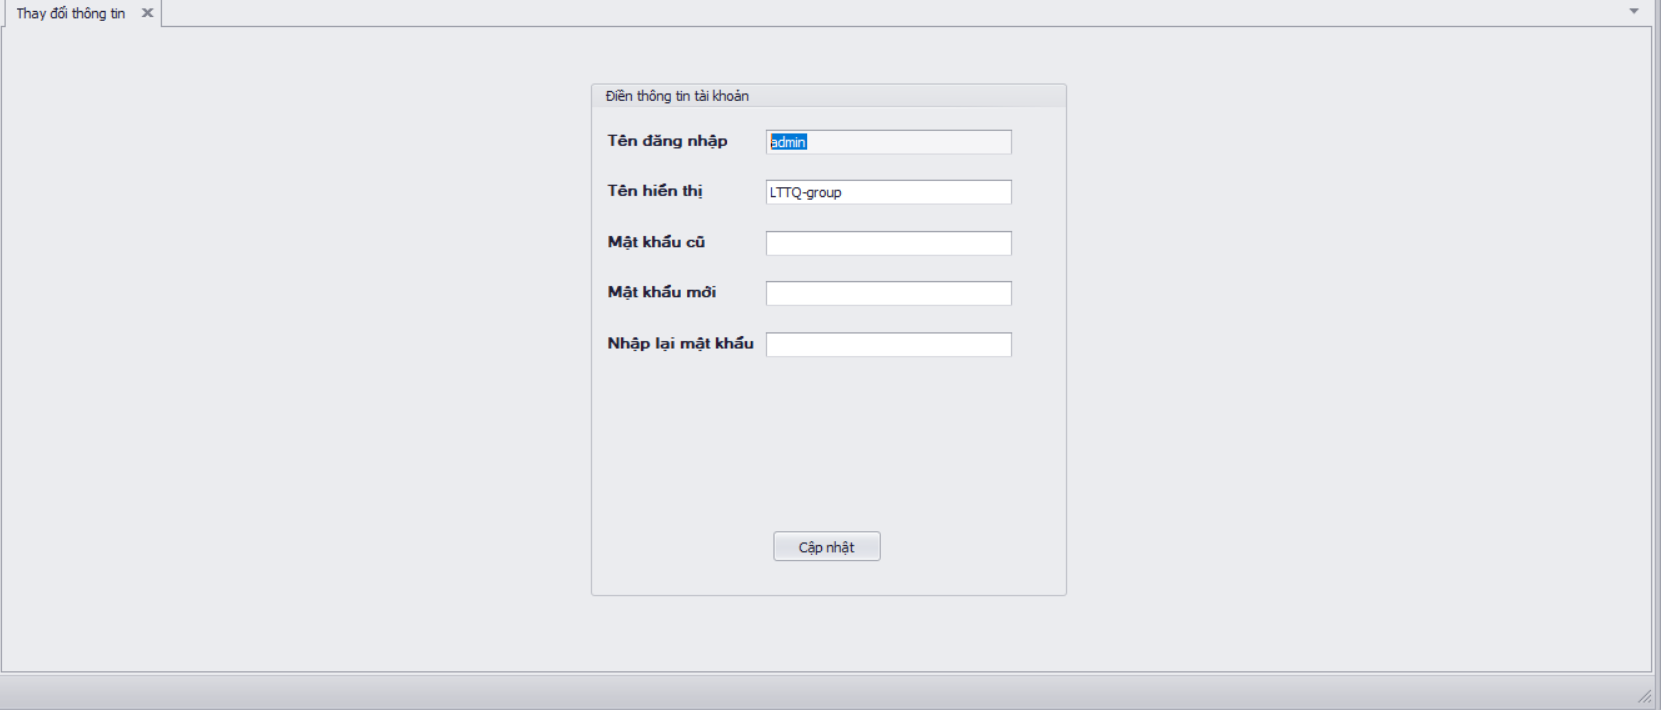 Thay đổi thông tin
Điền thông tin tài khoản
Tên đăng nhập admin
Tên hiển thị LTTQ-group
Mật khẩu cũ
Mật khẩu mới
Nhập lại mật khẩu
Cập nhật